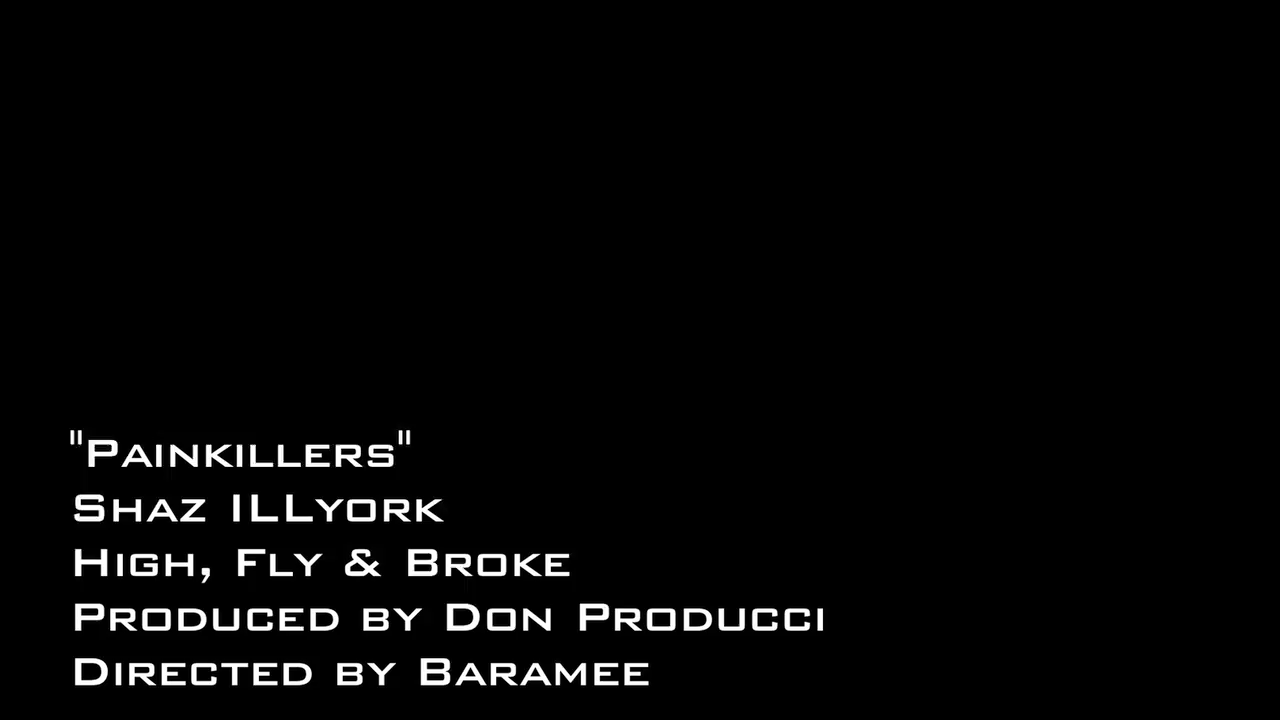 "Painkillers"
Shaz ILLyork
High, Fly & Broke
Produced by Don Producci
Directed by Baramee